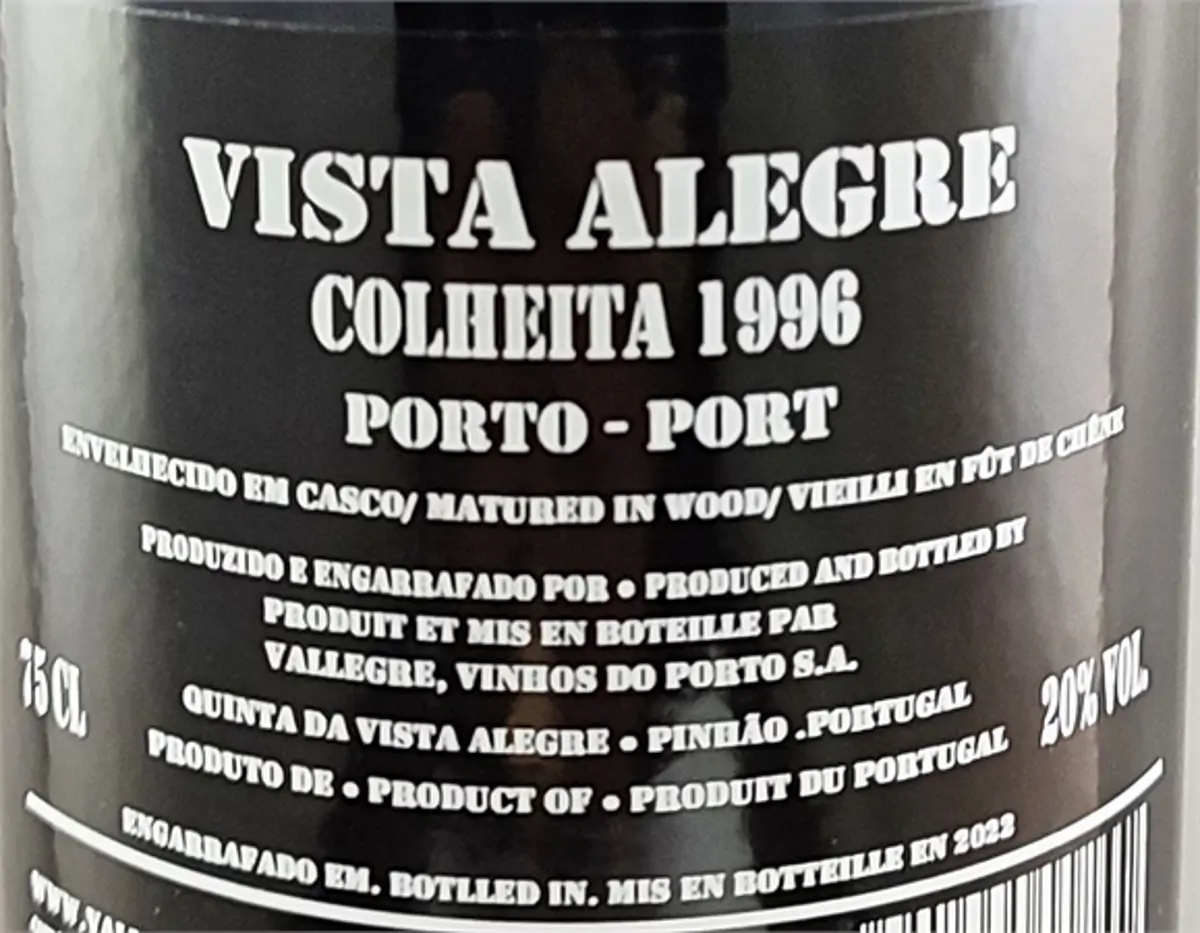 VISTA ALEGRE
COLHEITA 1996
PORTO - PORT
ENVELHECIDO EM CASCO/ MATURED IN WOOD/ VIEILLI EN FÛT DE CHÊNE
PRODUZIDO E ENGARRAFADO POR • PRODUCED AND BOTTLED BY
PRODUIT ET MIS EN BOTEILLE PAR
VALLEGRE, VINHOS DO PORTO S.A.
75 CL
QUINTA DA VISTA ALEGRE • PINHÃO .PORTUGAL
20% VOL.
PRODUTO DE • PRODUCT OF • PRODUIT DU PORTUGAL
ENGARRAFADO EM. BOTLLED IN. MIS EN BOTTEILLE EN